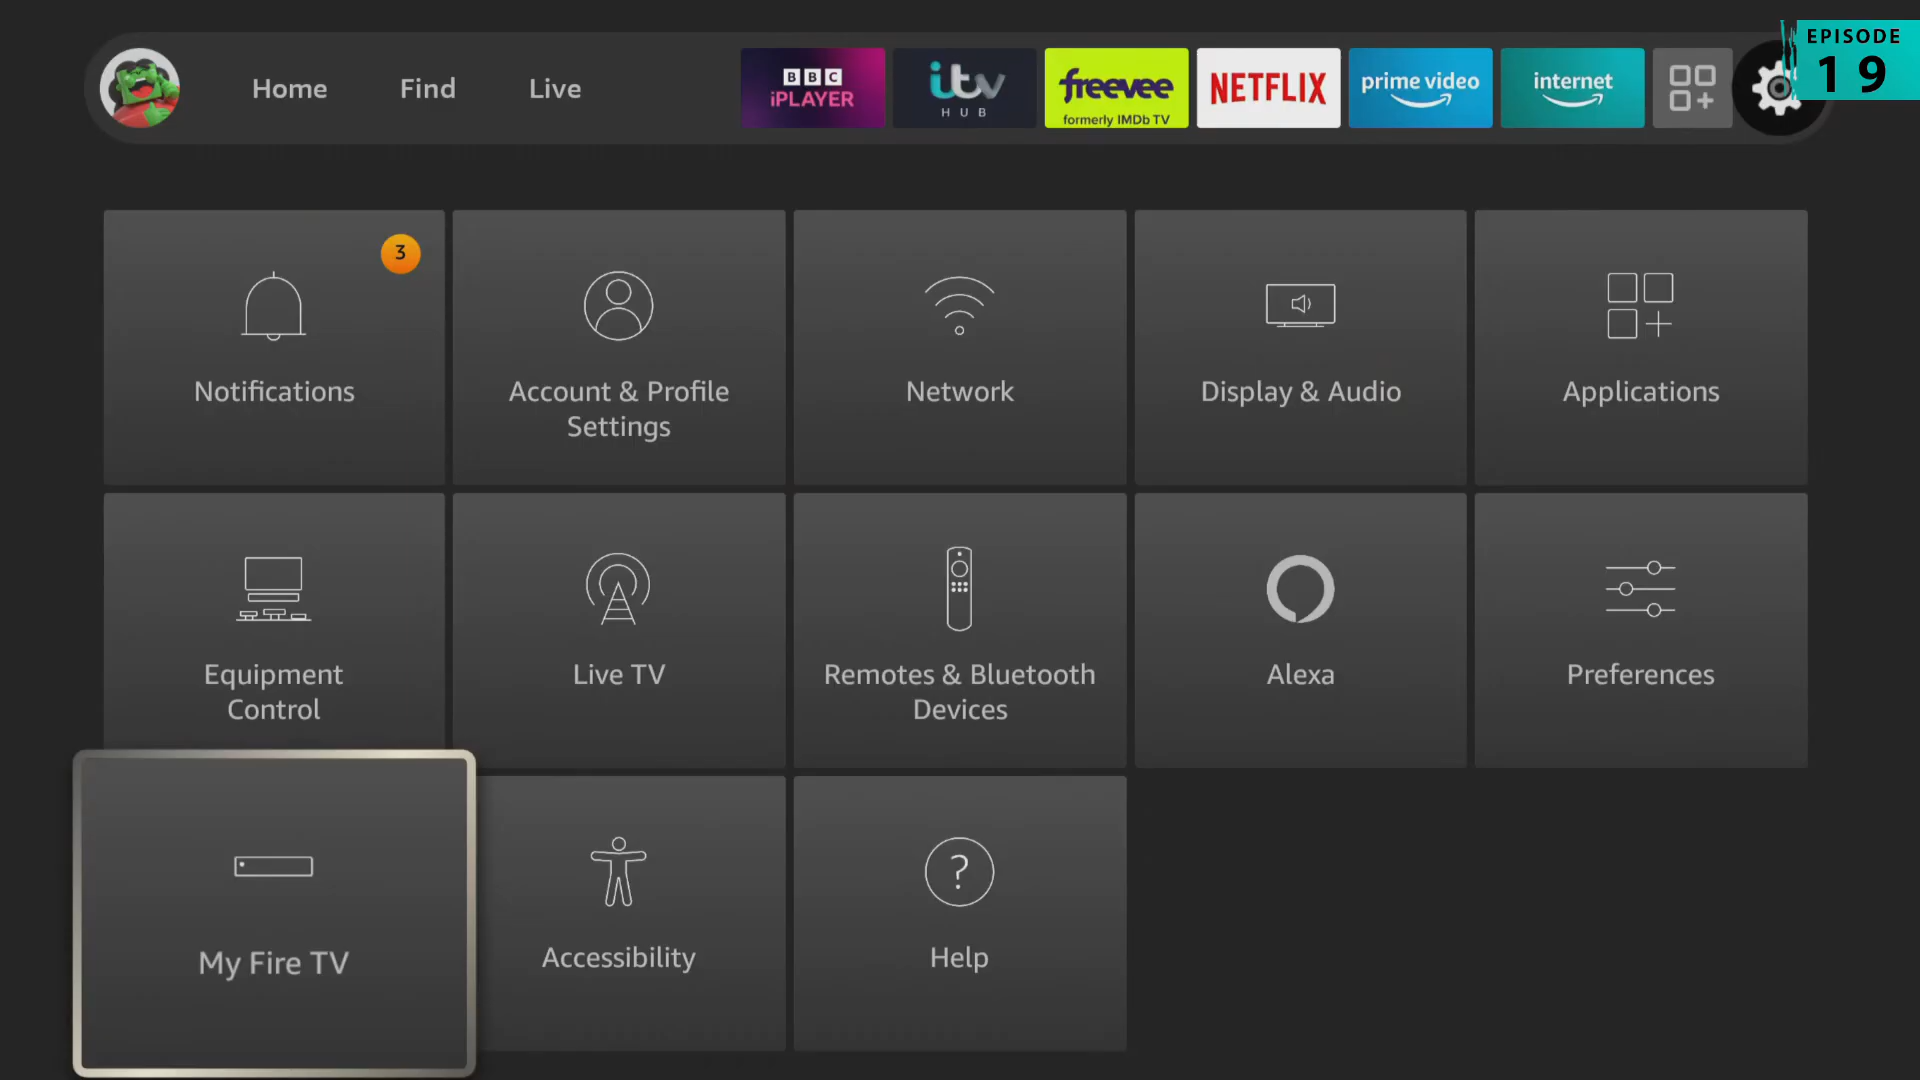 Home
Find
Live
BBC
iPLAYER
itv
HUB
freevee
formerly IMDb TV
NETFLIX
prime video
internet
EPISODE
19
3
Notifications
Account & Profile
Settings
Network
Display & Audio
Applications
Equipment
Control
Live TV
Remotes & Bluetooth
Devices
Alexa
Preferences
My Fire TV
Accessibility
?
Help